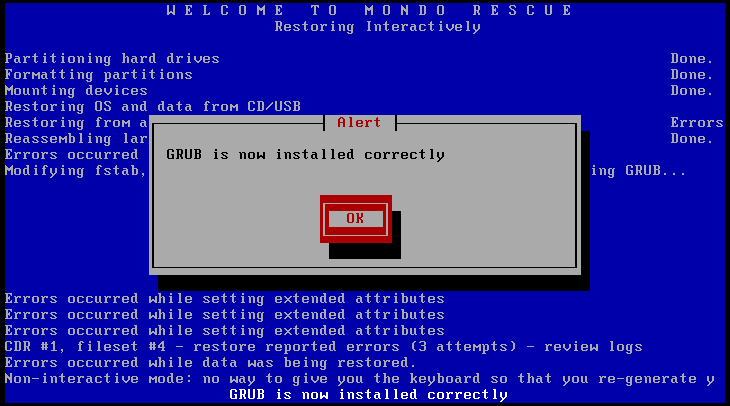 W E L C O M E   T O   M O N D O   R E S C U E
Restoring Interactively
Partitioning hard drives Done.
Formatting partitions Done.
Mounting devices Done.
Restoring OS and data from CD/USB
Restoring from a Errors
Reassembling lar Done.
Errors occurred
Modifying fstab, ing GRUB...
Alert
GRUB is now installed correctly
OK
Errors occurred while setting extended attributes
Errors occurred while setting extended attributes
Errors occurred while setting extended attributes
CDR #1, fileset #4 - restore reported errors (3 attempts) - review logs
Errors occurred while data was being restored.
Non-interactive mode: no way to give you the keyboard so that you re-generate y
GRUB is now installed correctly